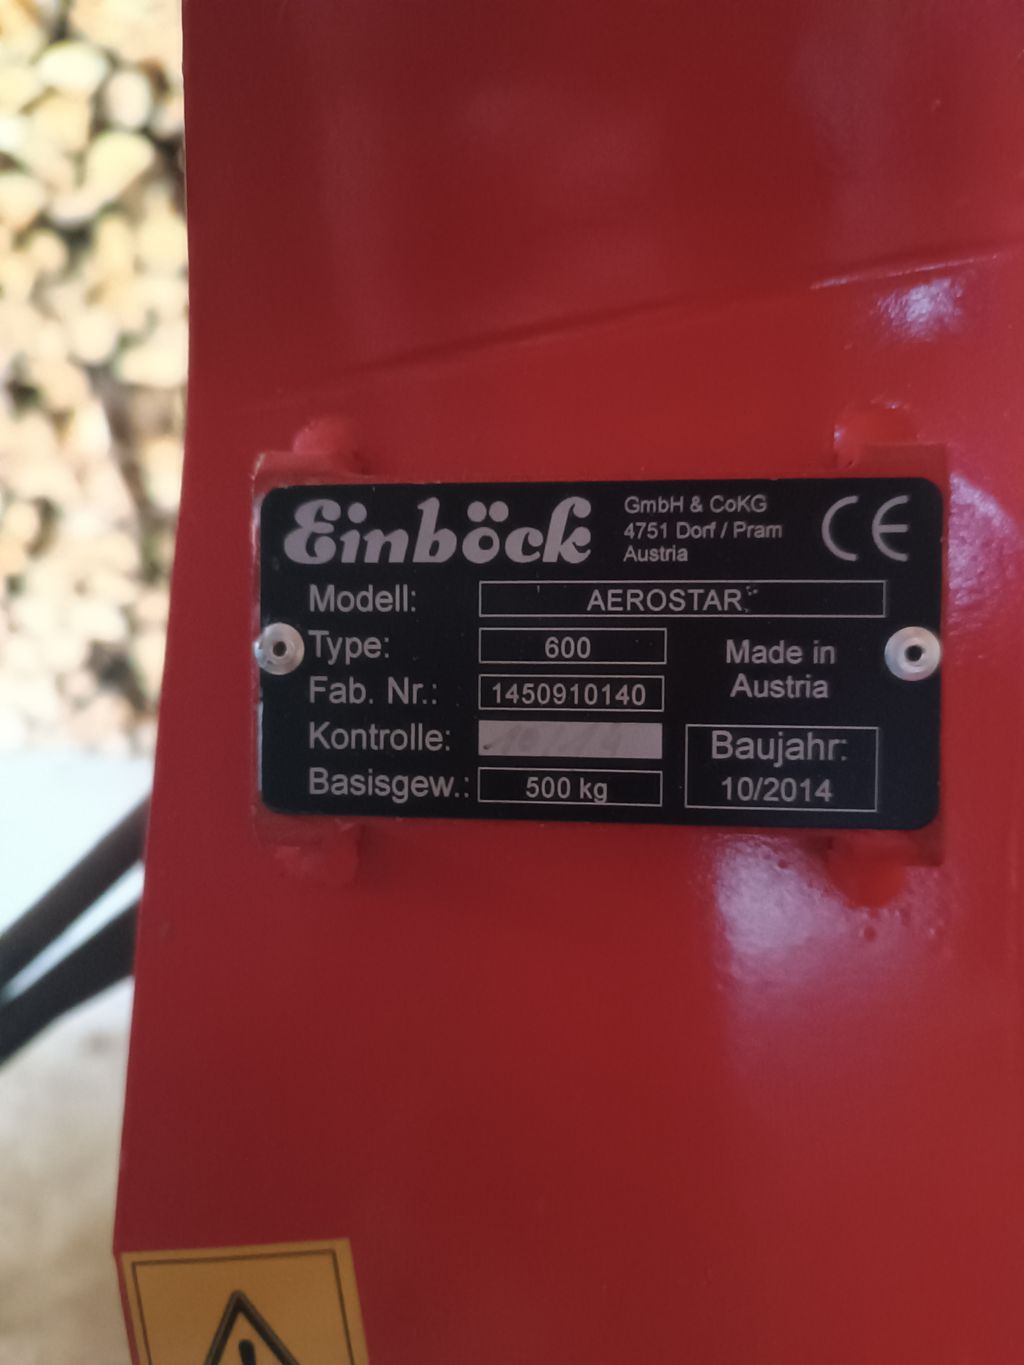 Einböck
GmbH & CoKG
4751 Dorf / Pram
Austria
CE
Modell: AEROSTAR
Type: 600
Fab. Nr.: 1450910140
Made in
Austria
Kontrolle:
Basisgew.: 500 kg
Baujahr:
10/2014